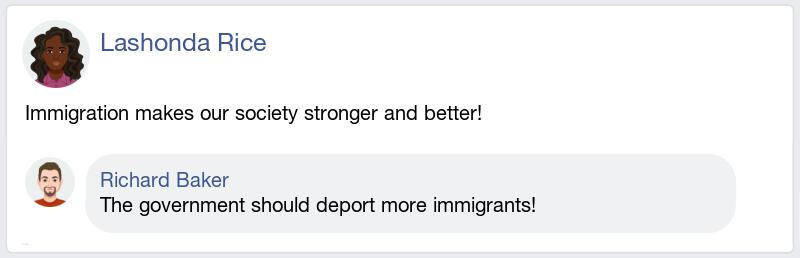 Lashonda Rice
Immigration makes our society stronger and better!
Richard Baker
The government should deport more immigrants!